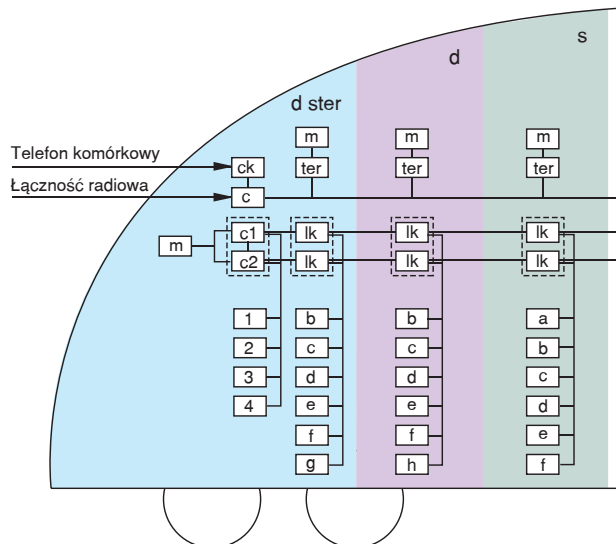 s
d
d ster
m m m
Telefon komórkowy ck ter ter ter
Łączność radiowa c
c1 lk lk lk
m
c2 lk lk lk
1 b b a
2 c c b
3 d d c
4 e e d
f f e
g h f